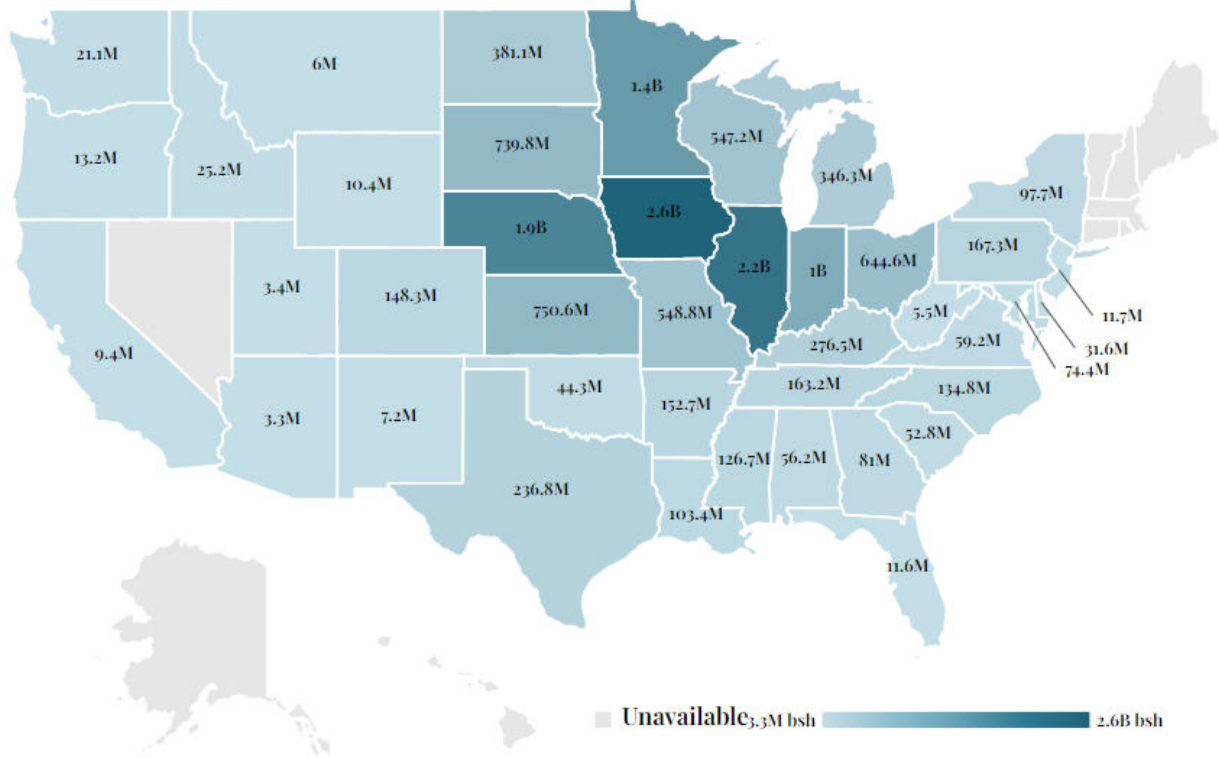 21.1M
6M
381.1M
1.4B
13.2M
25.2M
10.4M
739.8M
547.2M
346.3M
97.7M
1.9B
2.6B
2.2B
1B
644.6M
167.3M
3.4M
148.3M
750.6M
548.8M
5.5M
11.7M
9.4M
276.5M
59.2M
31.6M
74.4M
3.3M
7.2M
44.3M
152.7M
163.2M
134.8M
52.8M
126.7M
56.2M
81M
236.8M
103.4M
11.6M
Unavailable 3.3M bsh 2.6B bsh